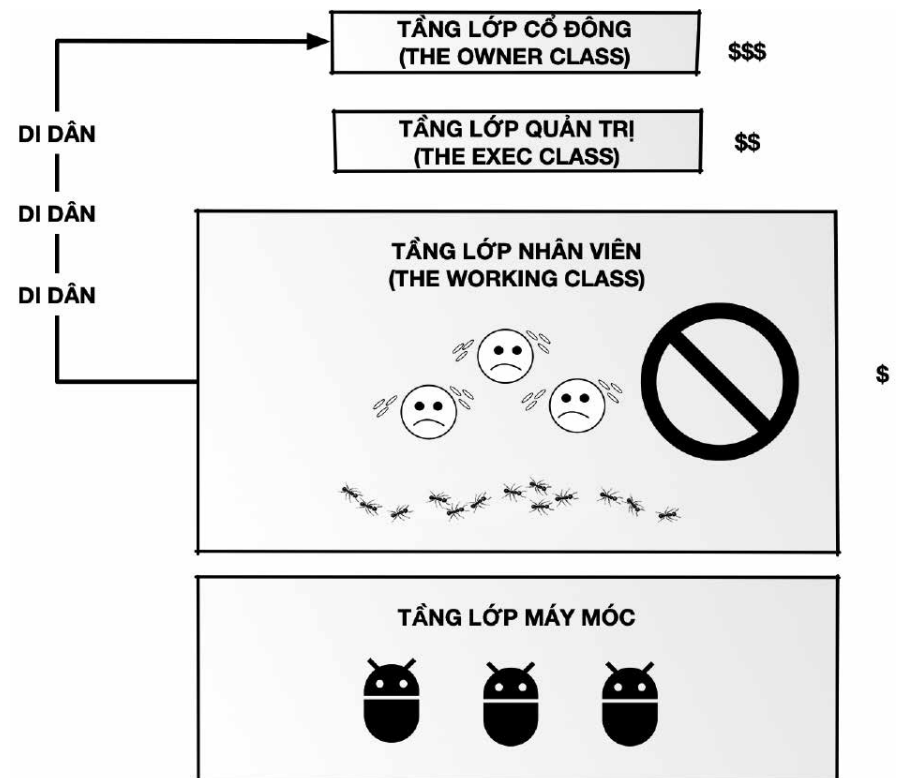 TẦNG LỚP CỔ ĐÔNG
(THE OWNER CLASS)
$$$
DI DÂN
TẦNG LỚP QUẢN TRỊ
(THE EXEC CLASS)
$$
DI DÂN
TẦNG LỚP NHÂN VIÊN
(THE WORKING CLASS)
DI DÂN
$
TẦNG LỚP MÁY MÓC